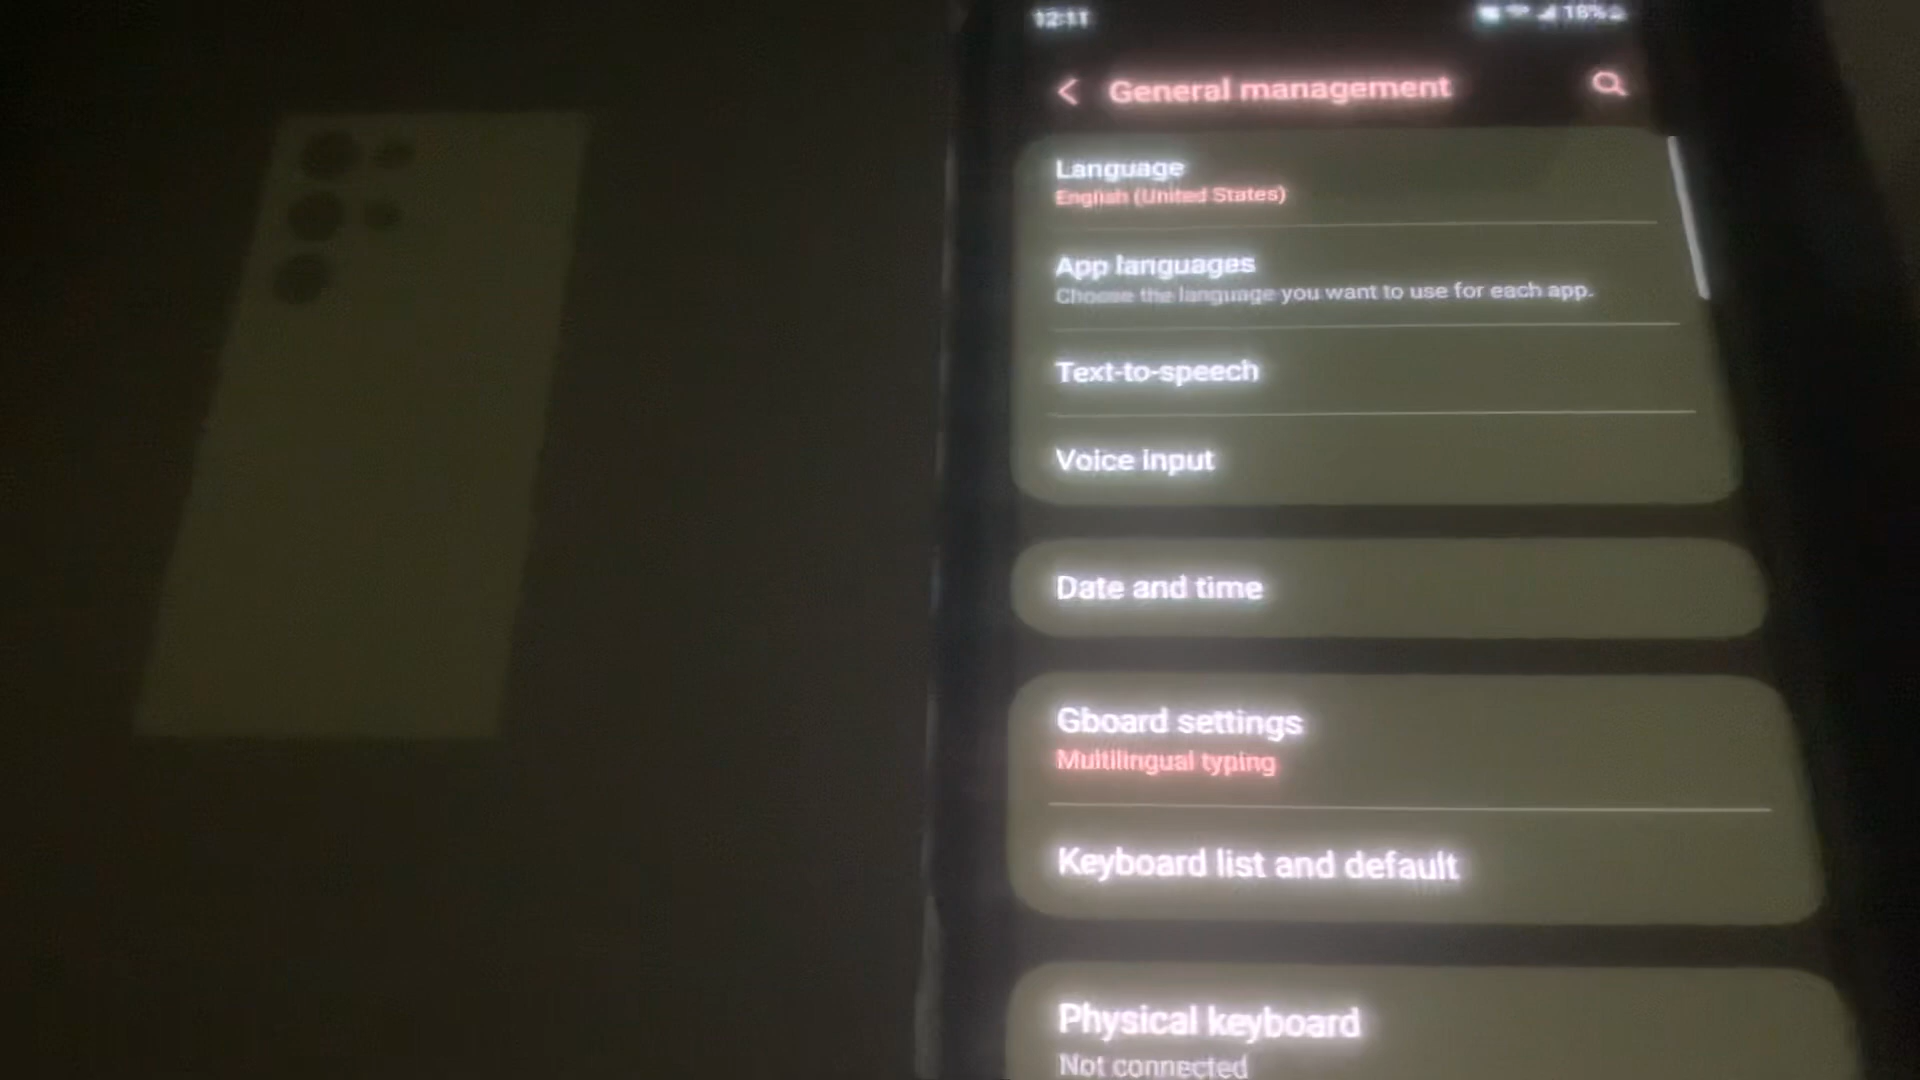 12:11
18%
General management
Language
English (United States)
App languages
Choose the language you want to use for each app.
Text-to-speech
Voice input
Date and time
Gboard settings
Multilingual typing
Keyboard list and default
Physical keyboard
Not connected